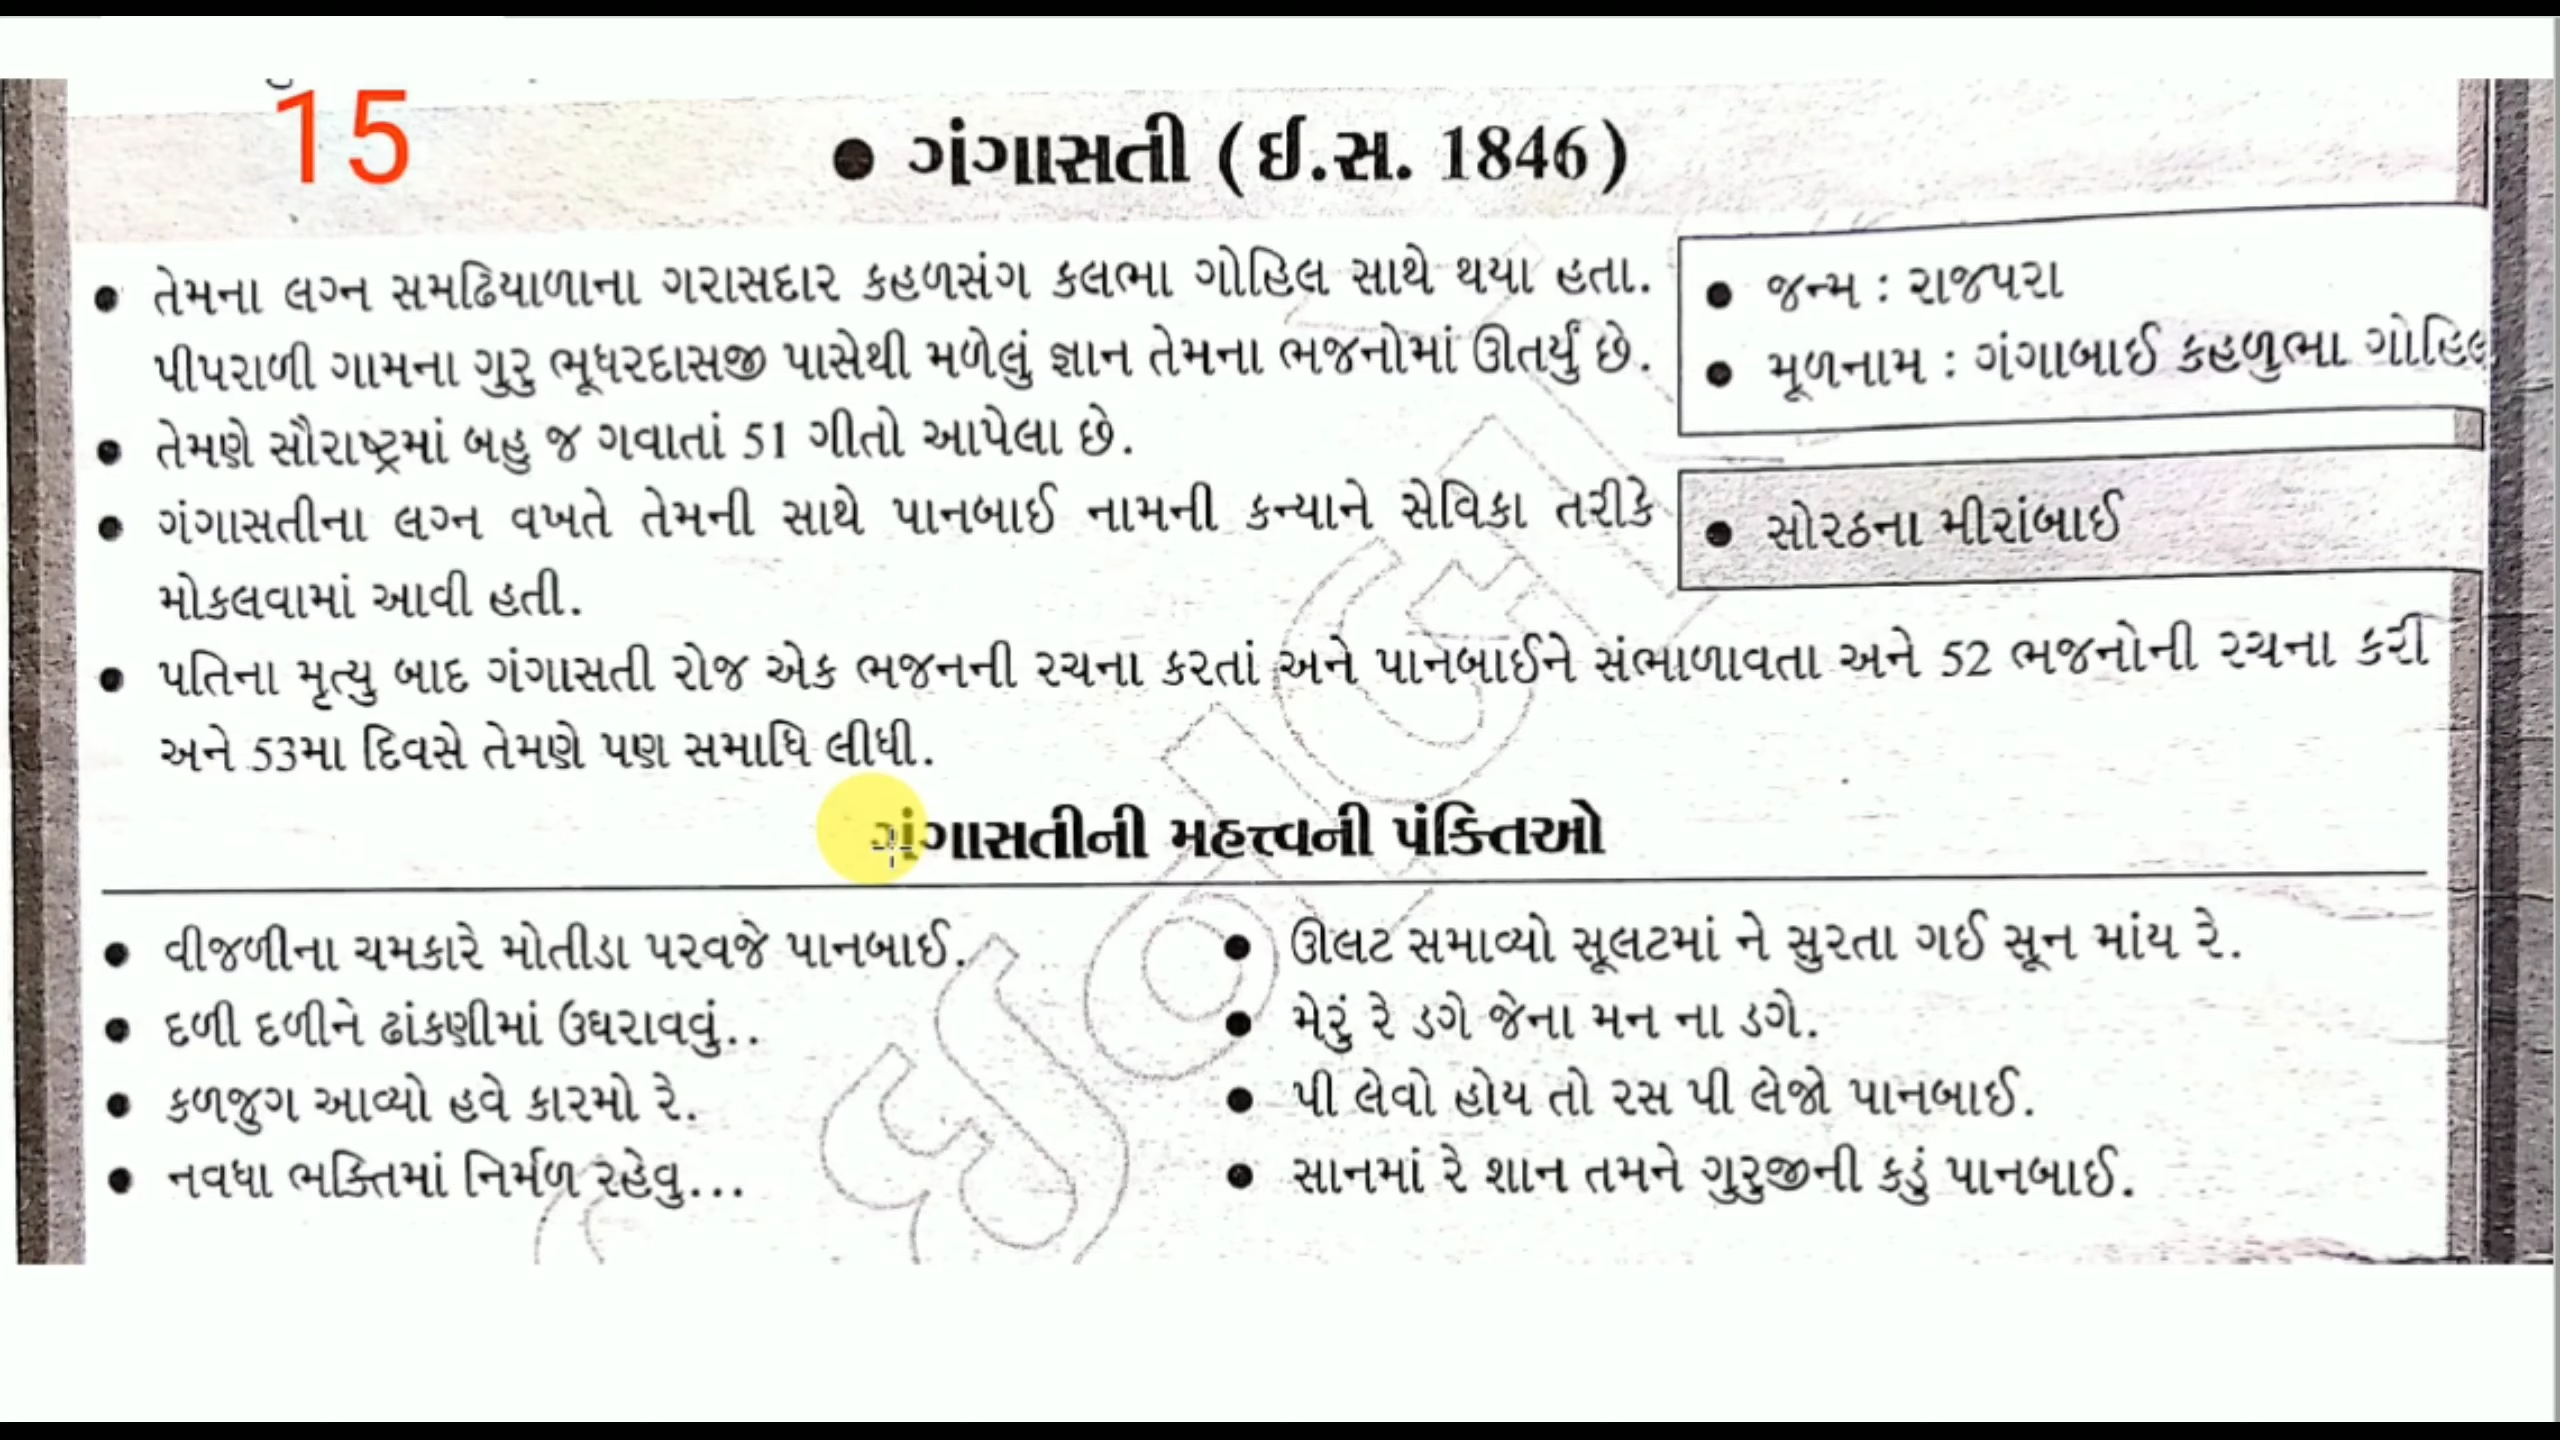 15
● ગંગાસતી (ઈ.સ. 1846)
● તેમના લગ્ન સમઢિયાળાના ગરાસદાર કહળસંગ કલભા ગોહિલ સાથે થયા હતા.
પીપરાળી ગામના ગુરુ ભૂધરદાસજી પાસેથી મળેલું જ્ઞાન તેમના ભજનોમાં ઊતર્યું છે.
● તેમણે સૌરાષ્ટ્રમાં બહુ જ ગવાતાં 51 ગીતો આપેલા છે.
● ગંગાસતીના લગ્ન વખતે તેમની સાથે પાનબાઈ નામની કન્યાને સેવિકા તરીકે
મોકલવામાં આવી હતી.
● જન્મ : રાજપરા
● મૂળનામ : ગંગાબાઈ કહળુભા ગોહિલ
● સોરઠના મીરાંબાઈ
● પતિના મૃત્યુ બાદ ગંગાસતી રોજ એક ભજનની રચના કરતાં અને પાનબાઈને સંભાળાવતા અને 52 ભજનોની રચના કરી
અને 53મા દિવસે તેમણે પણ સમાધિ લીધી.
ગંગાસતીની મહત્ત્વની પંક્તિઓ
● વીજળીના ચમકારે મોતીડા પરવજે પાનબાઈ.
● દળી દળીને ઢાંકણીમાં ઉઘરાવવું..
● કળજુગ આવ્યો હવે કારમો રે.
● નવધા ભક્તિમાં નિર્મળ રહેવુ...
● ઊલટ સમાવ્યો સૂલટમાં ને સુરતા ગઈ સૂન માંય રે.
● મેરું રે ડગે જેના મન ના ડગે.
● પી લેવો હોય તો રસ પી લેજો પાનબાઈ.
● સાનમાં રે શાન તમને ગુરુજીની કડું પાનબાઈ.